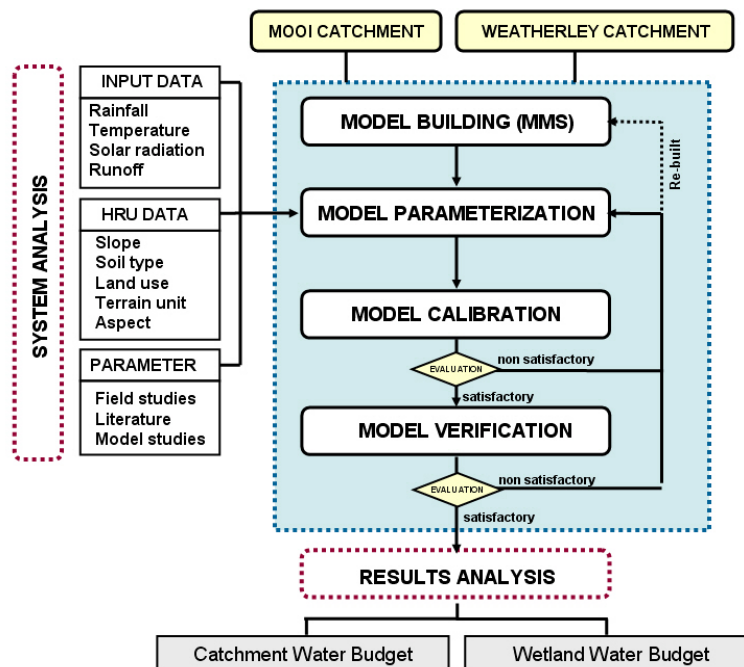 MOOI CATCHMENT
WEATHERLEY CATCHMENT
SYSTEM ANALYSIS
INPUT DATA
Rainfall
Temperature
Solar radiation
Runoff
HRU DATA
Slope
Soil type
Land use
Terrain unit
Aspect
PARAMETER
Field studies
Literature
Model studies
MODEL BUILDING (MMS)
Re-built
MODEL PARAMETERIZATION
MODEL CALIBRATION
EVALUATION
non satisfactory
satisfactory
MODEL VERIFICATION
EVALUATION
non satisfactory
satisfactory
RESULTS ANALYSIS
Catchment Water Budget
Wetland Water Budget